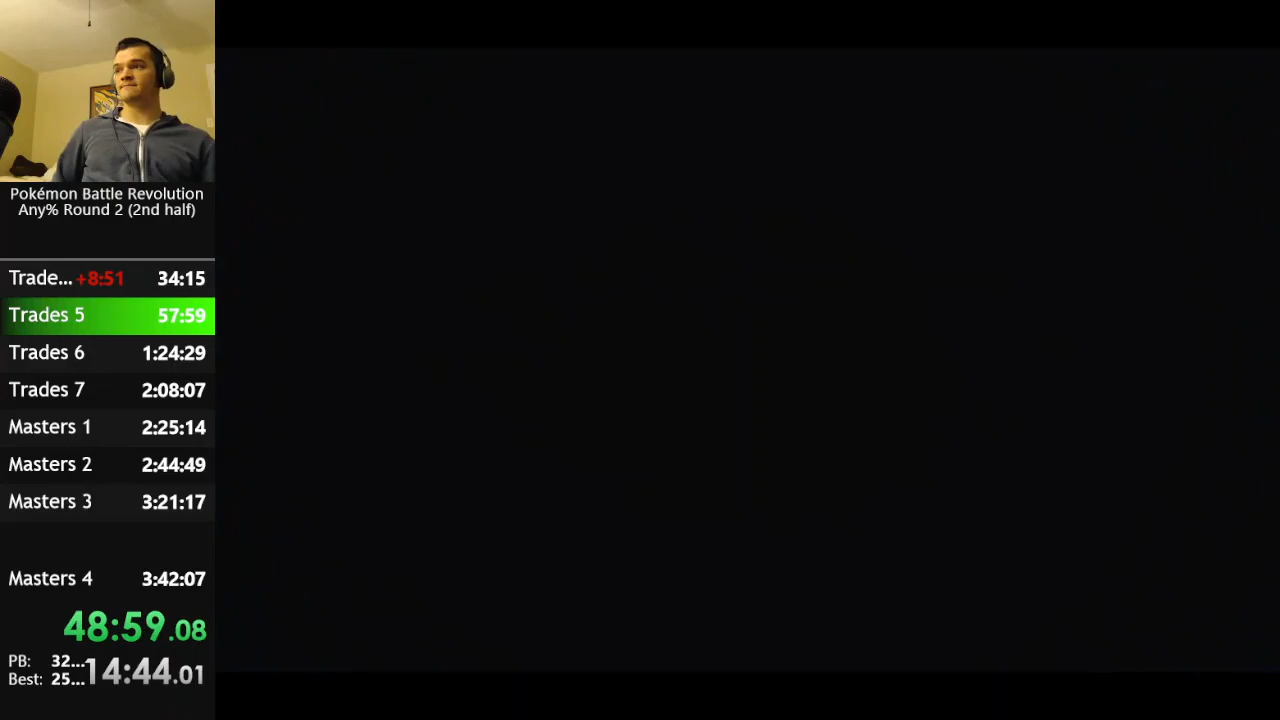 Pokémon Battle Revolution
Any% Round 2 (2nd half)
Trade... +8:51 34:15
Trades 5 57:59
Trades 6 1:24:29
Trades 7 2:08:07
Masters 1 2:25:14
Masters 2 2:44:49
Masters 3 3:21:17
Masters 4 3:42:07
48:59.08
PB: 32... 14:44.01
Best: 25...